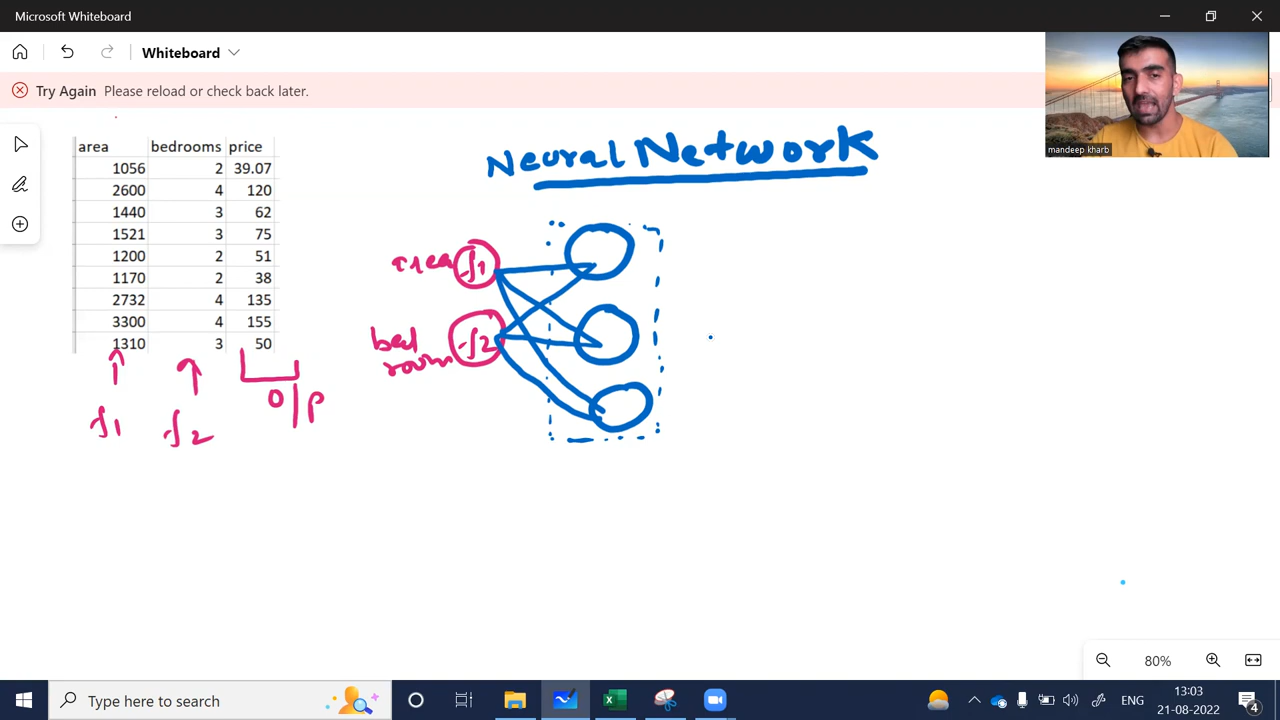 Microsoft Whiteboard
Whiteboard
Try Again Please reload or check back later.
mandeep kharb
area bedrooms price
1056 2 39.07
2600 4 120
1440 3 62
1521 3 75
1200 2 51
1170 2 38
2732 4 135
3300 4 155
1310 3 50
f1 f2 O/P
Neural Network
area f1
bed room f2
80%
Type here to search
ENG
13:03
21-08-2022
4